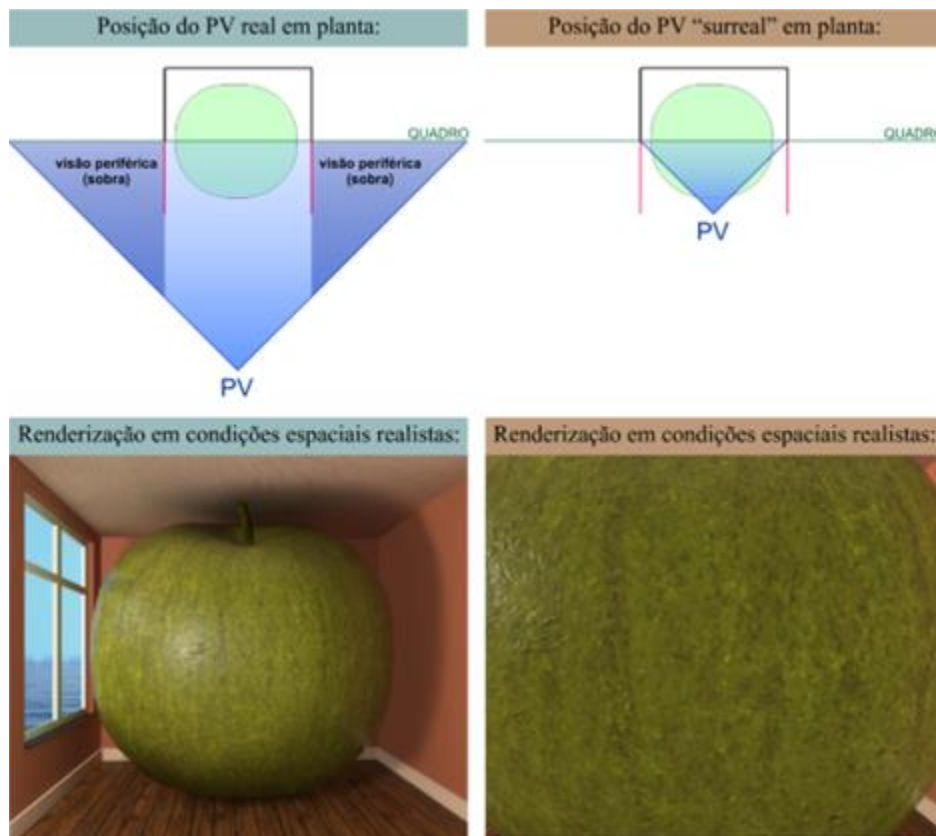 Posição do PV real em planta:
Posição do PV “surreal” em planta:
QUADRO
visão periférica
(sobra)
visão periférica
(sobra)
PV
QUADRO
PV
Renderização em condições espaciais realistas:
Renderização em condições espaciais realistas: